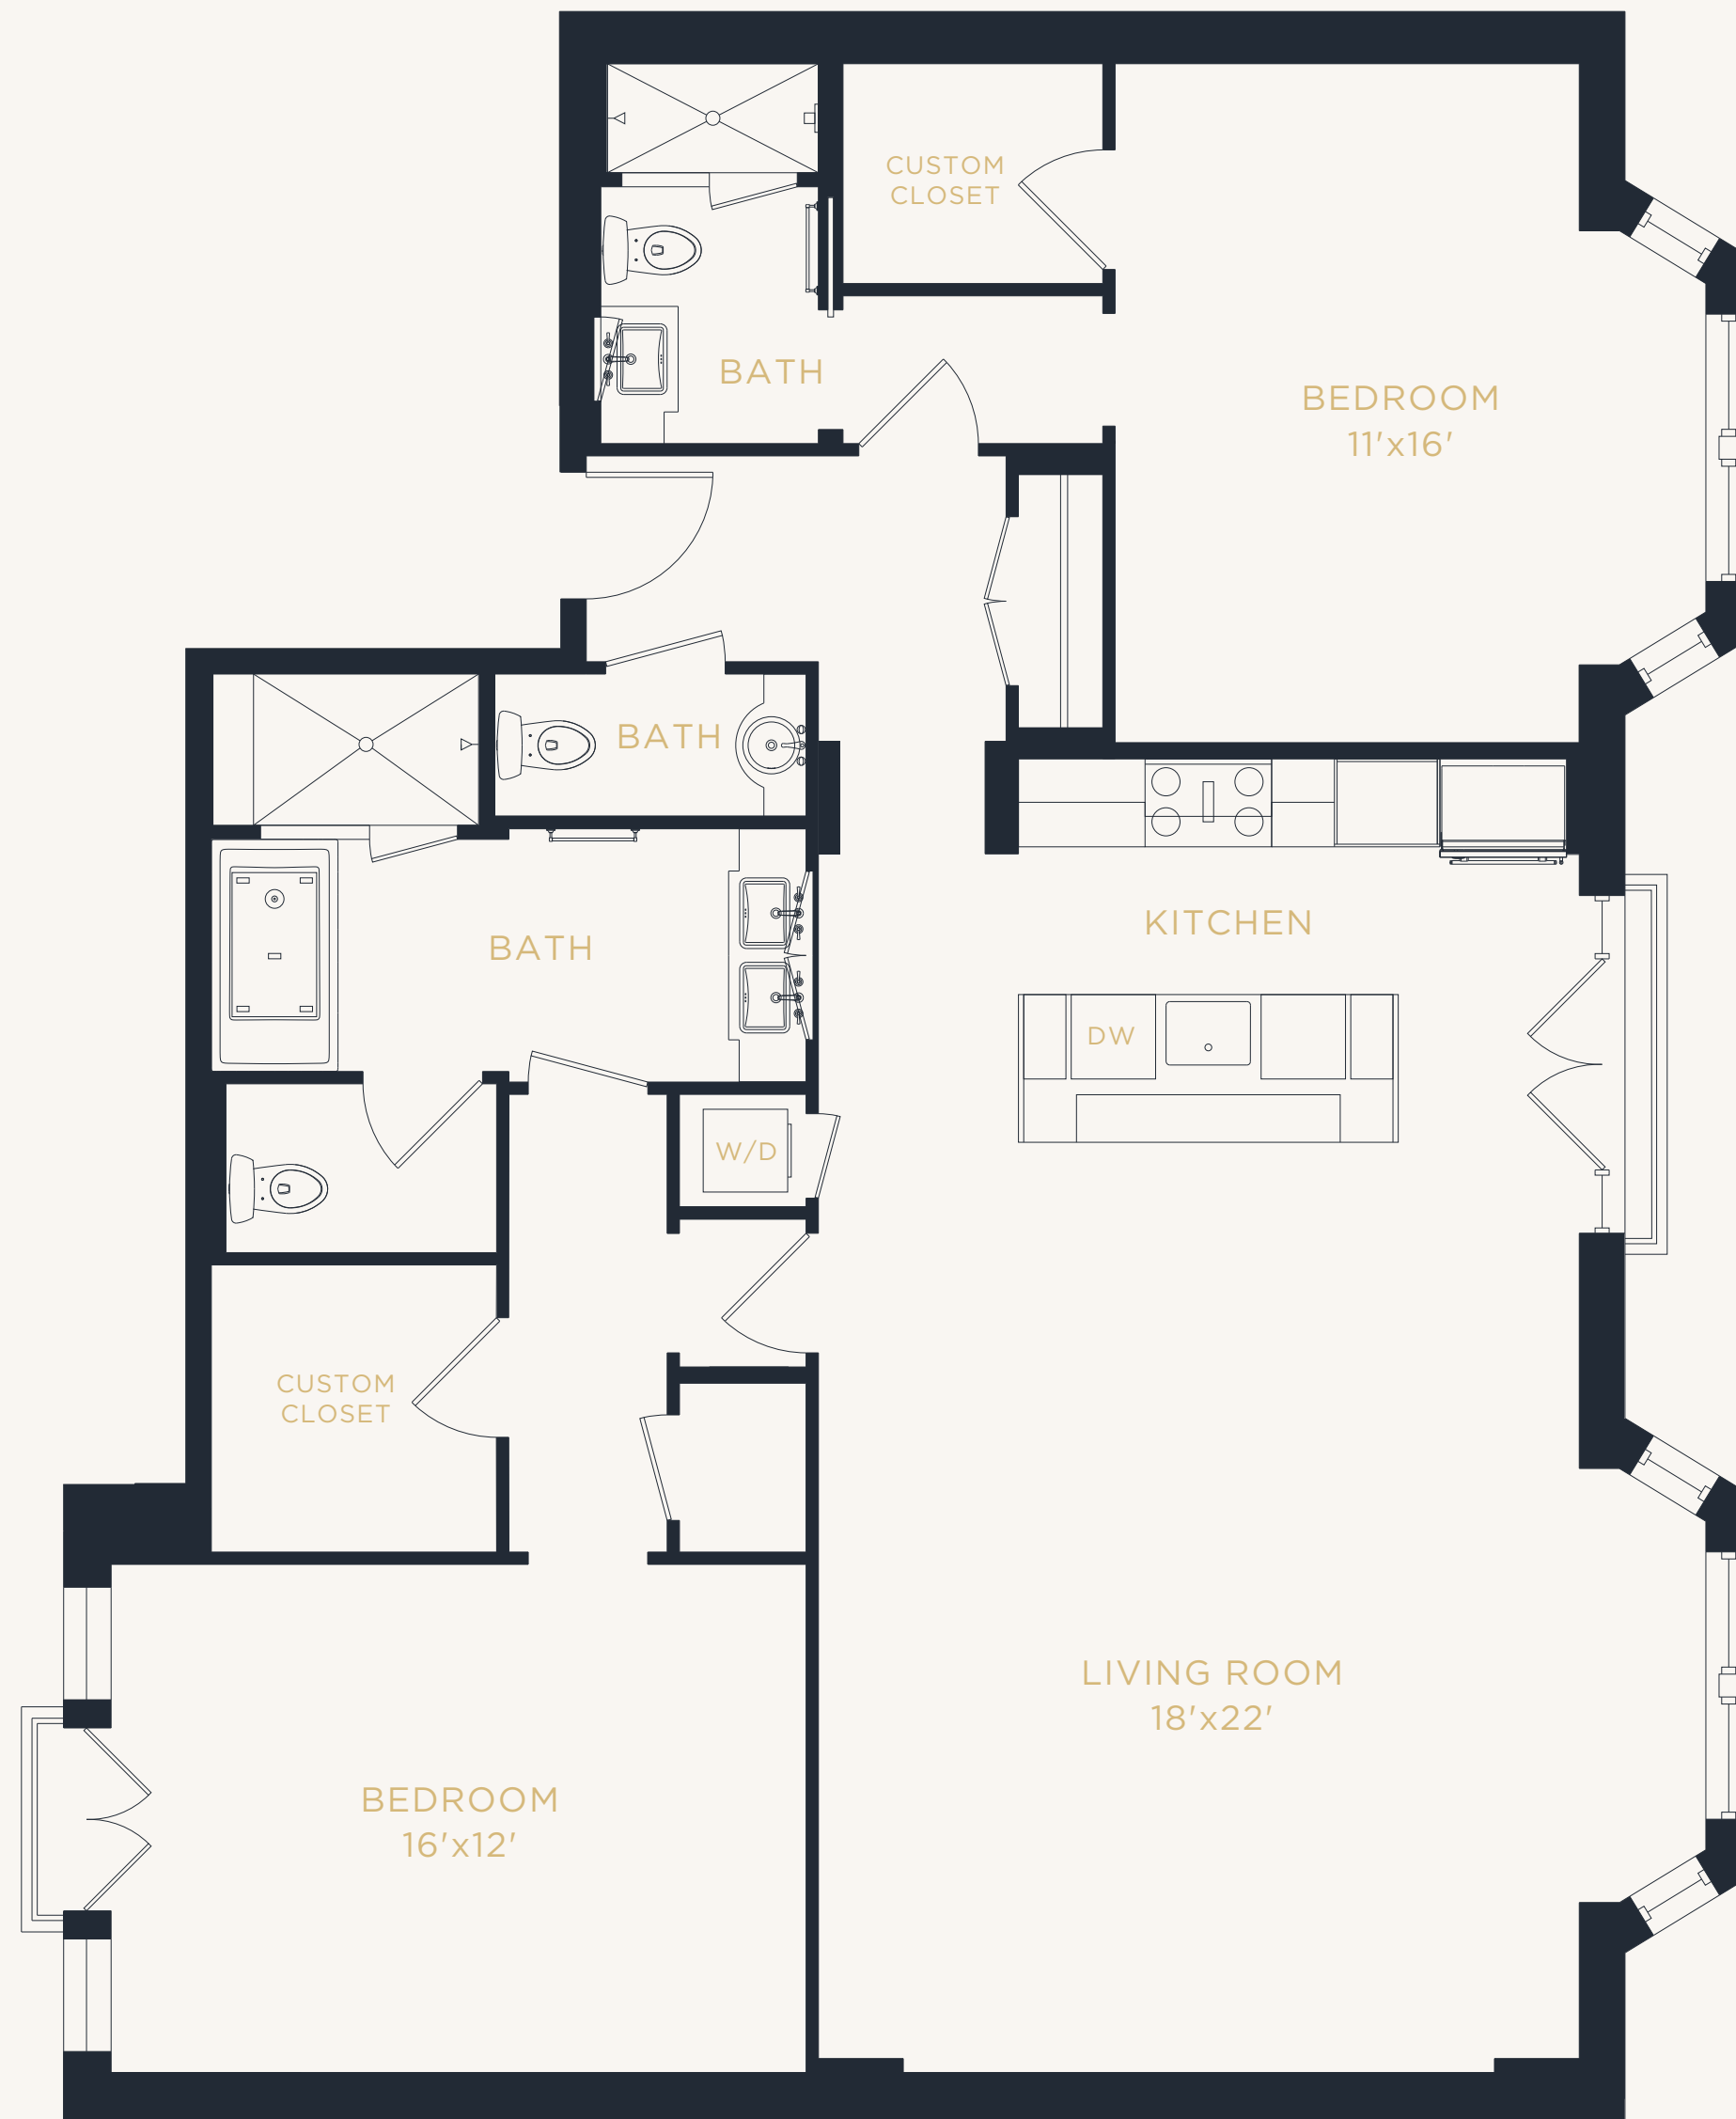 CUSTOM
CLOSET
BATH
BEDROOM
11'x16'
BATH
KITCHEN
BATH
DW
W/D
CUSTOM
CLOSET
LIVING ROOM
18'x22'
BEDROOM
16'x12'